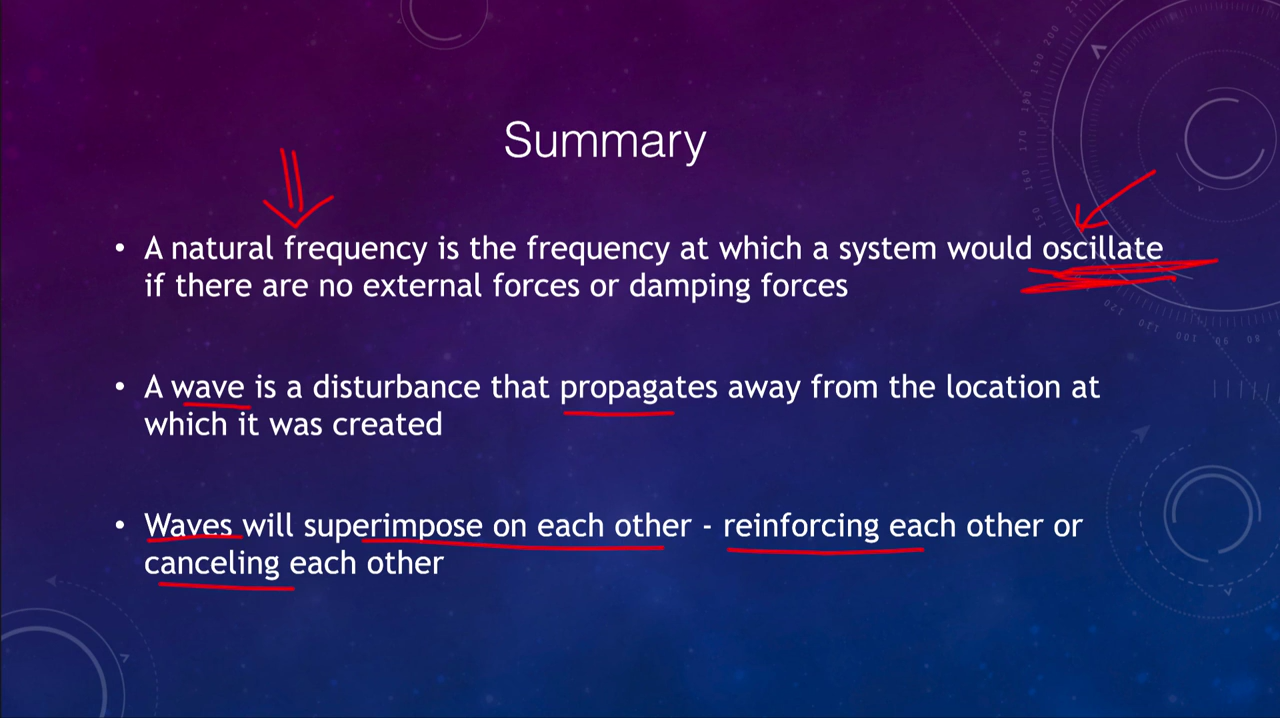 Summary
• A natural frequency is the frequency at which a system would oscillate
if there are no external forces or damping forces
• A wave is a disturbance that propagates away from the location at
which it was created
• Waves will superimpose on each other - reinforcing each other or
canceling each other